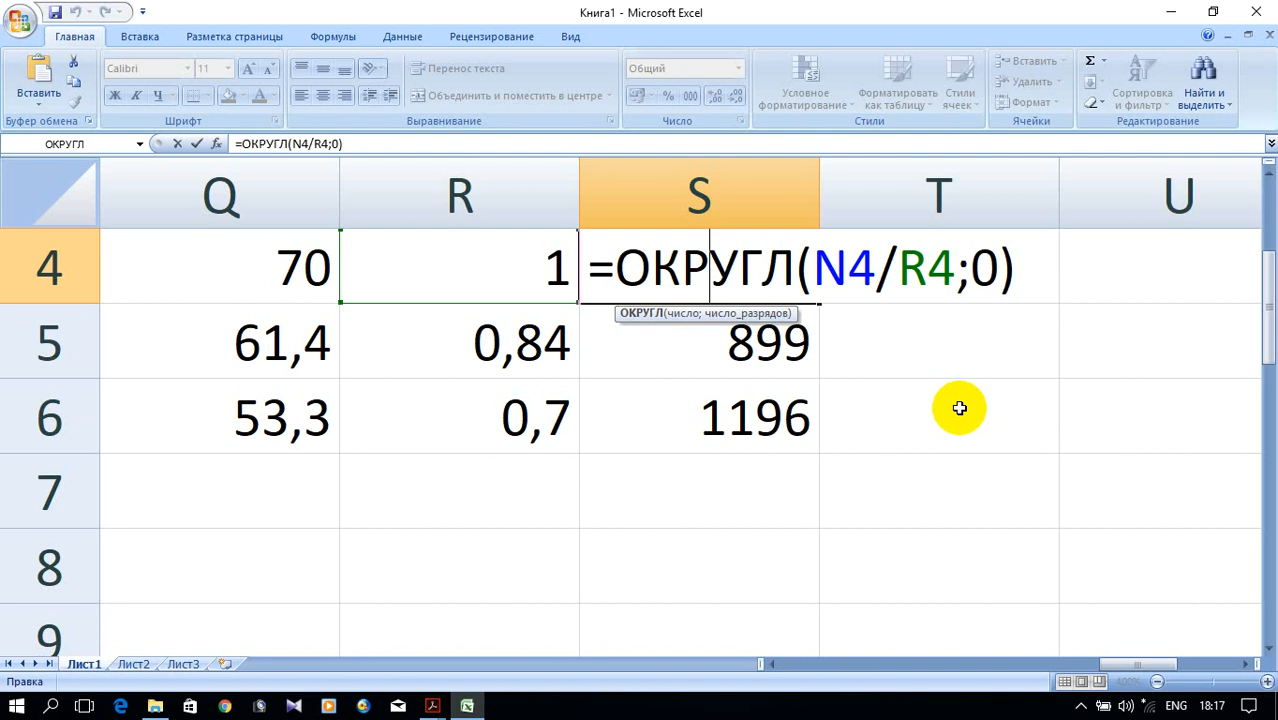 Книга1 - Microsoft Excel
Главная Вставка Разметка страницы Формулы Данные Рецензирование Вид
Вставить
Буфер обмена
Calibri 11
Ж К Ч
Шрифт
Перенос текста
Объединить и поместить в центре
Выравнивание
Общий
% 000
Число
Условное форматирование
Форматировать как таблицу
Стили ячеек
Стили
Вставить
Удалить
Формат
Ячейки
Σ
Сортировка и фильтр
Найти и выделить
Редактирование
ОКРУГЛ =ОКРУГЛ(N4/R4;0)
Q R S T U
4 70 1 =ОКРУГЛ(N4/R4;0)
ОКРУГЛ(число; число_разрядов)
5 61,4 0,84 899
6 53,3 0,7 1196
7
8
9
Лист1 Лист2 Лист3
Правка 400%
ENG 18:17